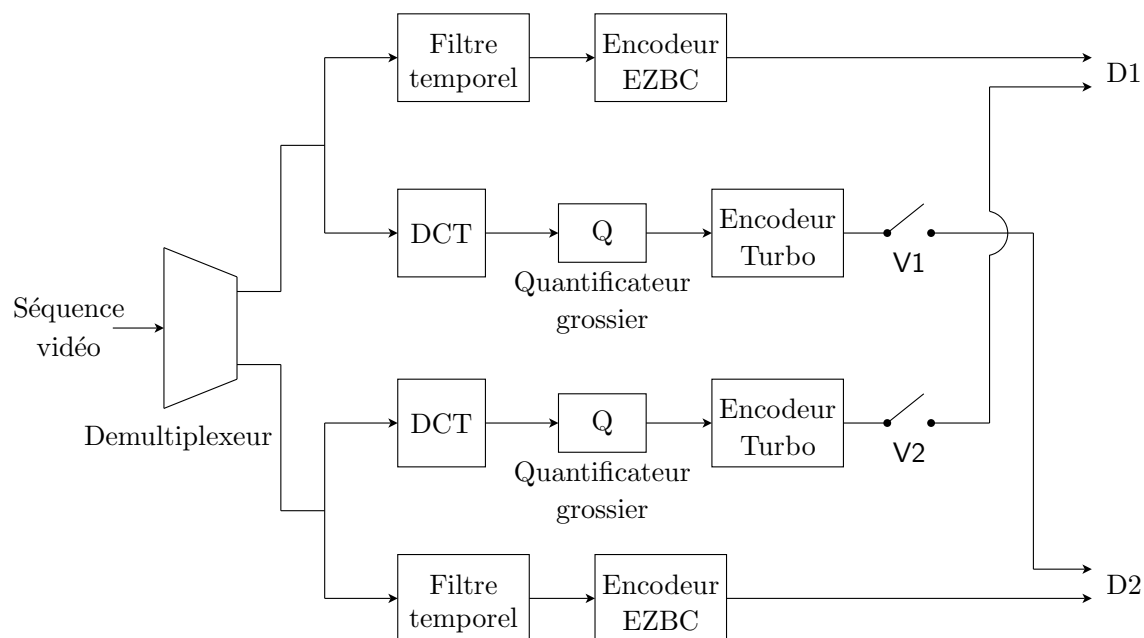 Filtre
temporel
Encodeur
EZBC
D1
DCT
Q
Encodeur
Turbo
V1
Quantificateur
grossier
Séquence
vidéo
Demultiplexeur
DCT
Q
Encodeur
Turbo
V2
Quantificateur
grossier
Filtre
temporel
Encodeur
EZBC
D2